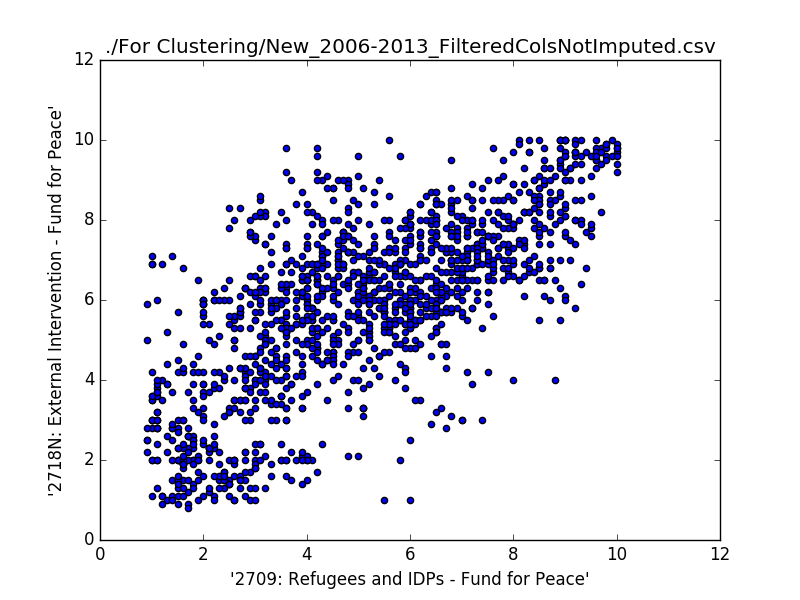 ./For Clustering/New_2006-2013_FilteredColsNotImputed.csv
12
10
8
6
4
2
0
0 2 4 6 8 10 12
'2718N: External Intervention - Fund for Peace'
'2709: Refugees and IDPs - Fund for Peace'